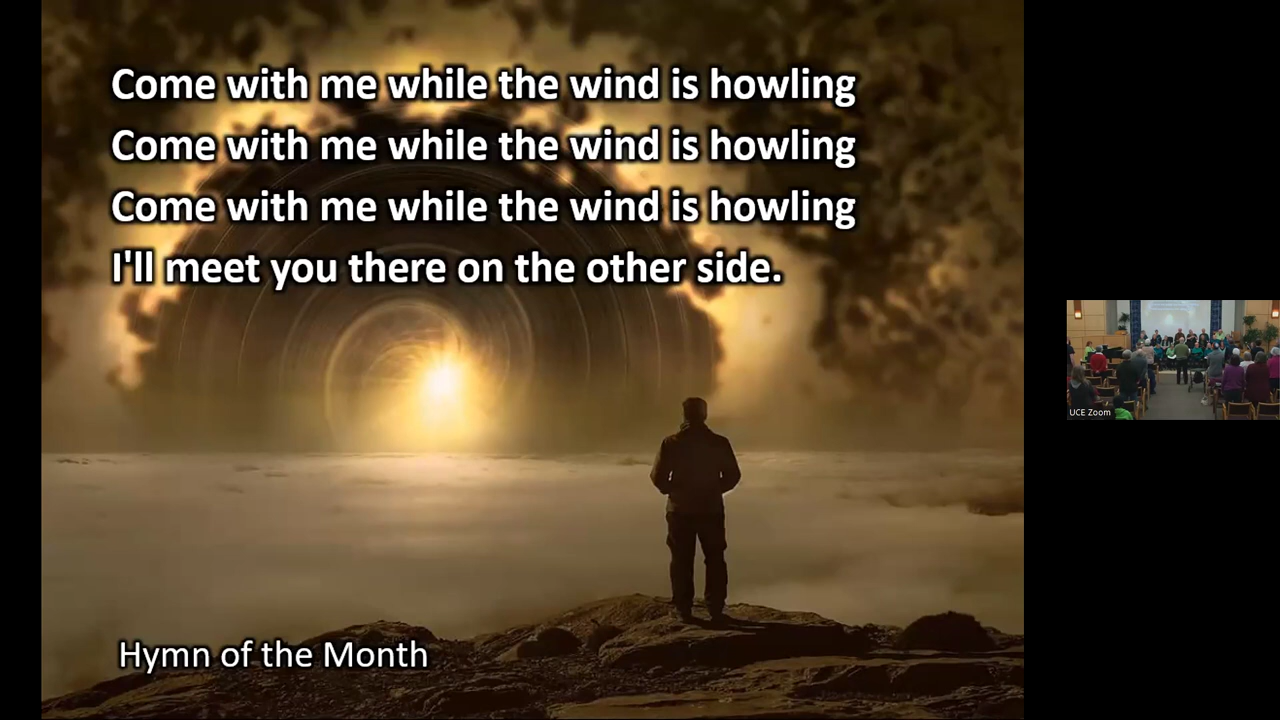 Come with me while the wind is howling
Come with me while the wind is howling
Come with me while the wind is howling
I'll meet you there on the other side.
Hymn of the Month
UCE Zoom